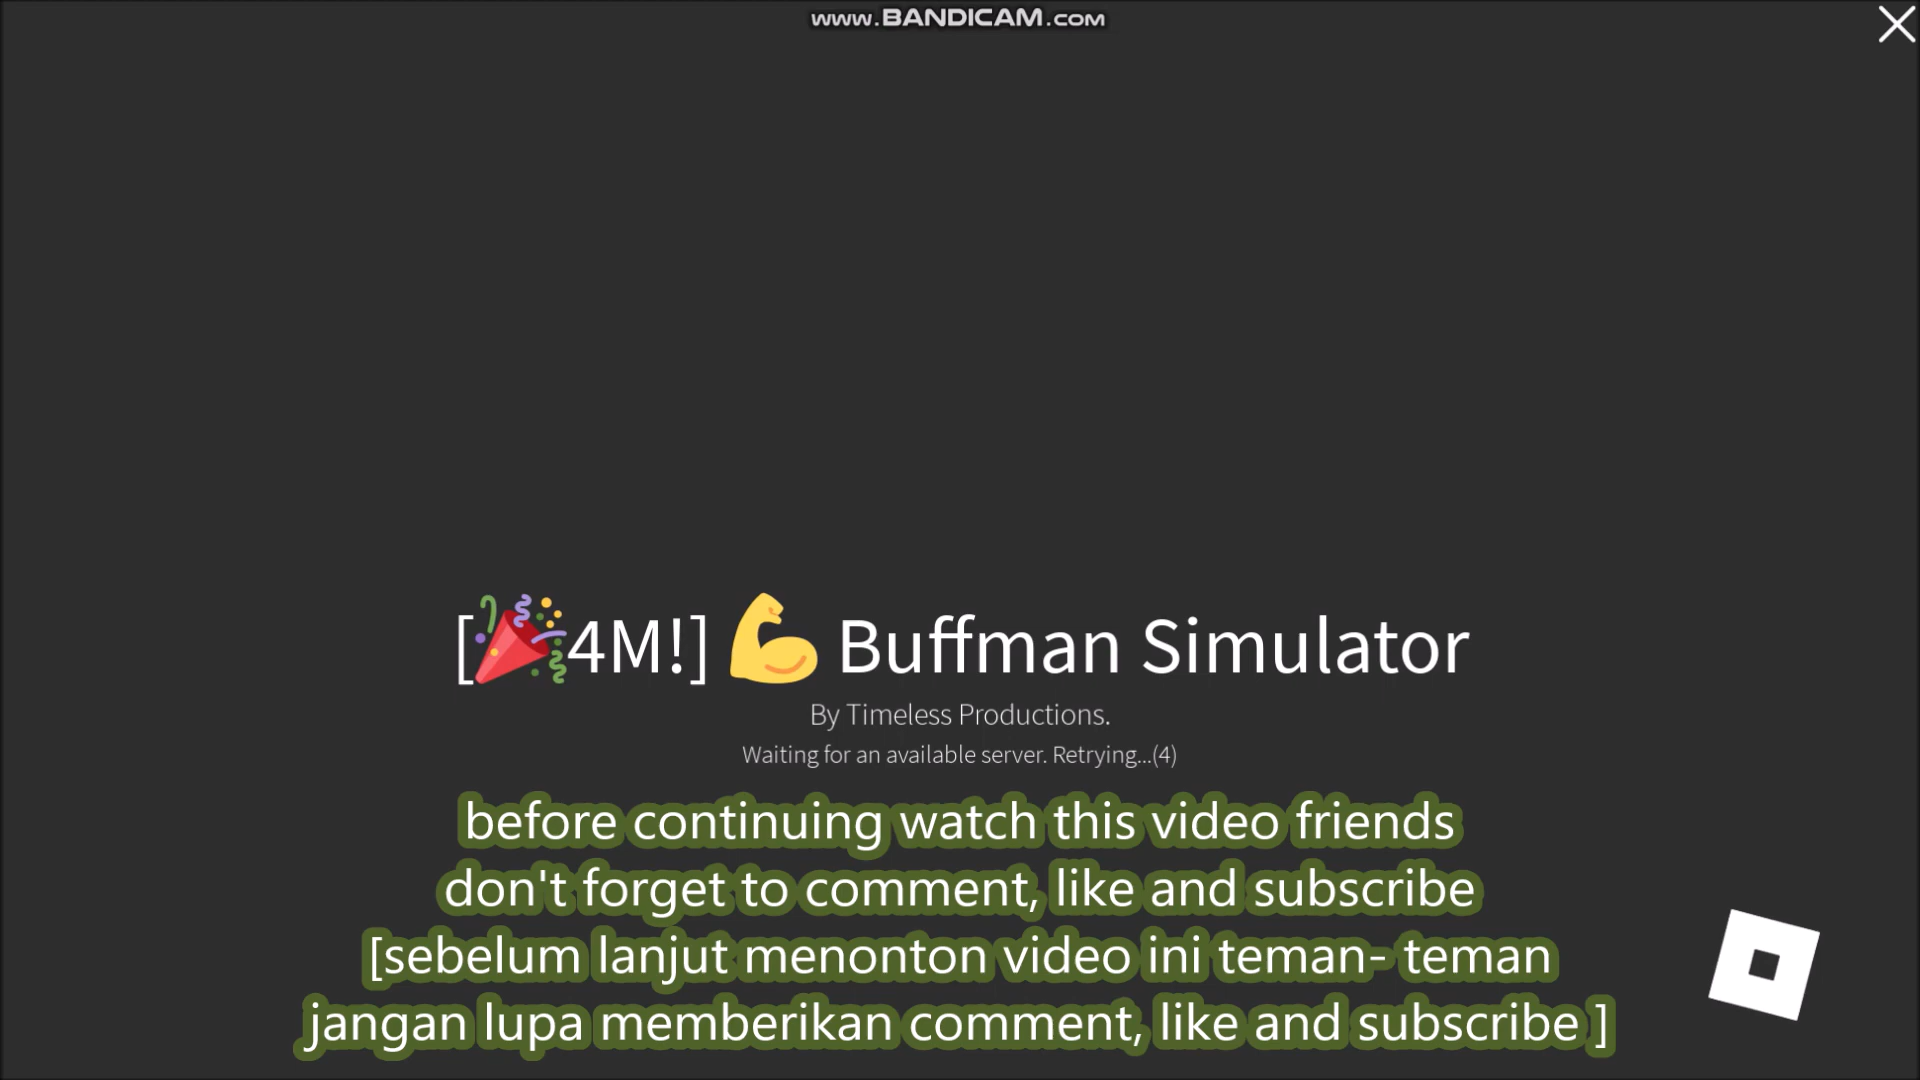 www.BANDICAM.com
[🎉4M!] 💪 Buffman Simulator
By Timeless Productions.
Waiting for an available server. Retrying...(4)
before continuing watch this video friends
don't forget to comment, like and subscribe
[sebelum lanjut menonton video ini teman- teman
jangan lupa memberikan comment, like and subscribe ]